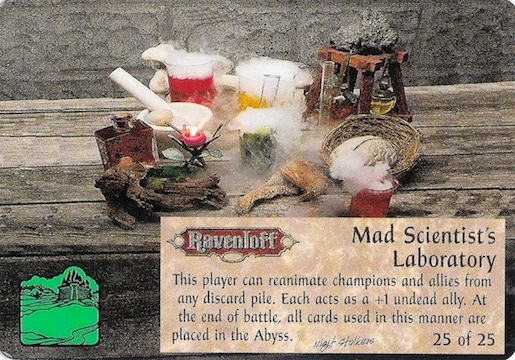 Ravenloft
Mad Scientist's
Laboratory
This player can reanimate champions and allies from
any discard pile. Each acts as a +1 undead ally. At
the end of battle, all cards used in this manner are
placed in the Abyss.
Night Stalkers
25 of 25